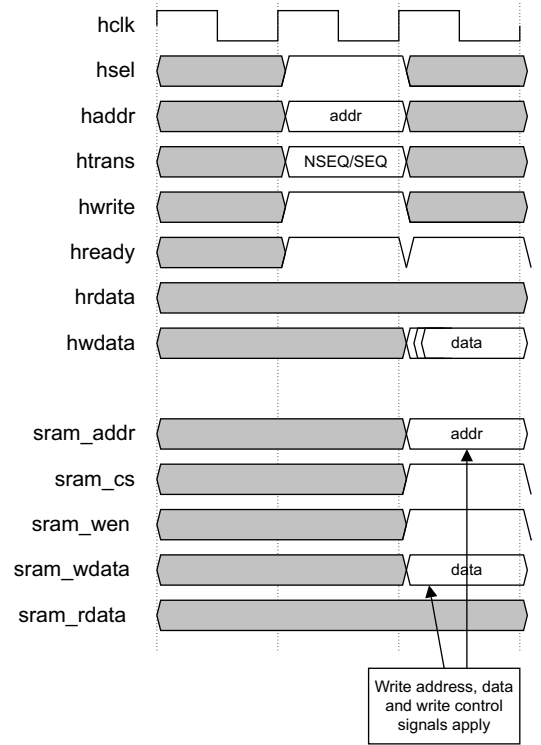 hclk
hsel
haddr
addr
htrans
NSEQ/SEQ
hwrite
hready
hrdata
hwdata
data
sram_addr
addr
sram_cs
sram_wen
sram_wdata
data
sram_rdata
Write address, data
and write control
signals apply